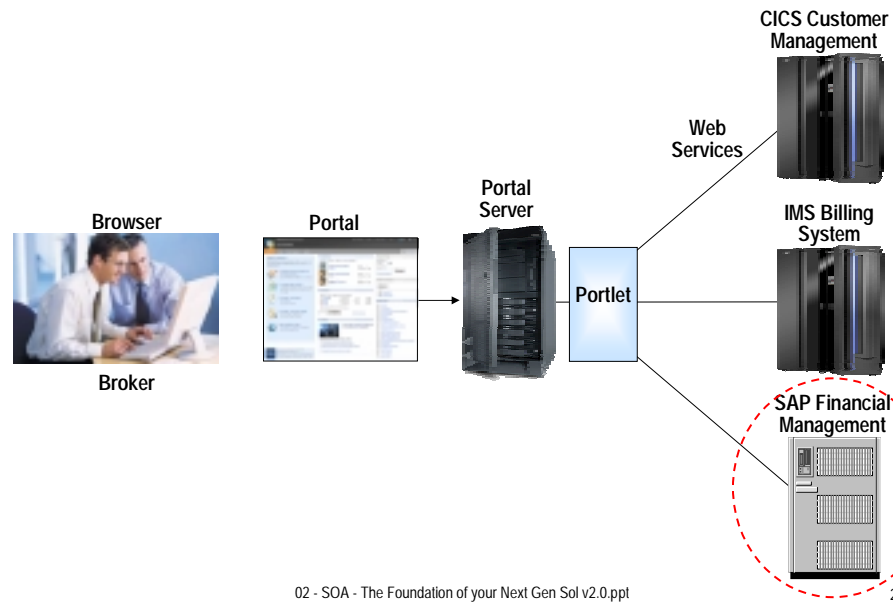 CICS Customer
Management
Web
Services
Portal
Server
IMS Billing
System
Browser
Portal
Portlet
Broker
SAP Financial
Management
02 - SOA - The Foundation of your Next Gen Sol v2.0.ppt